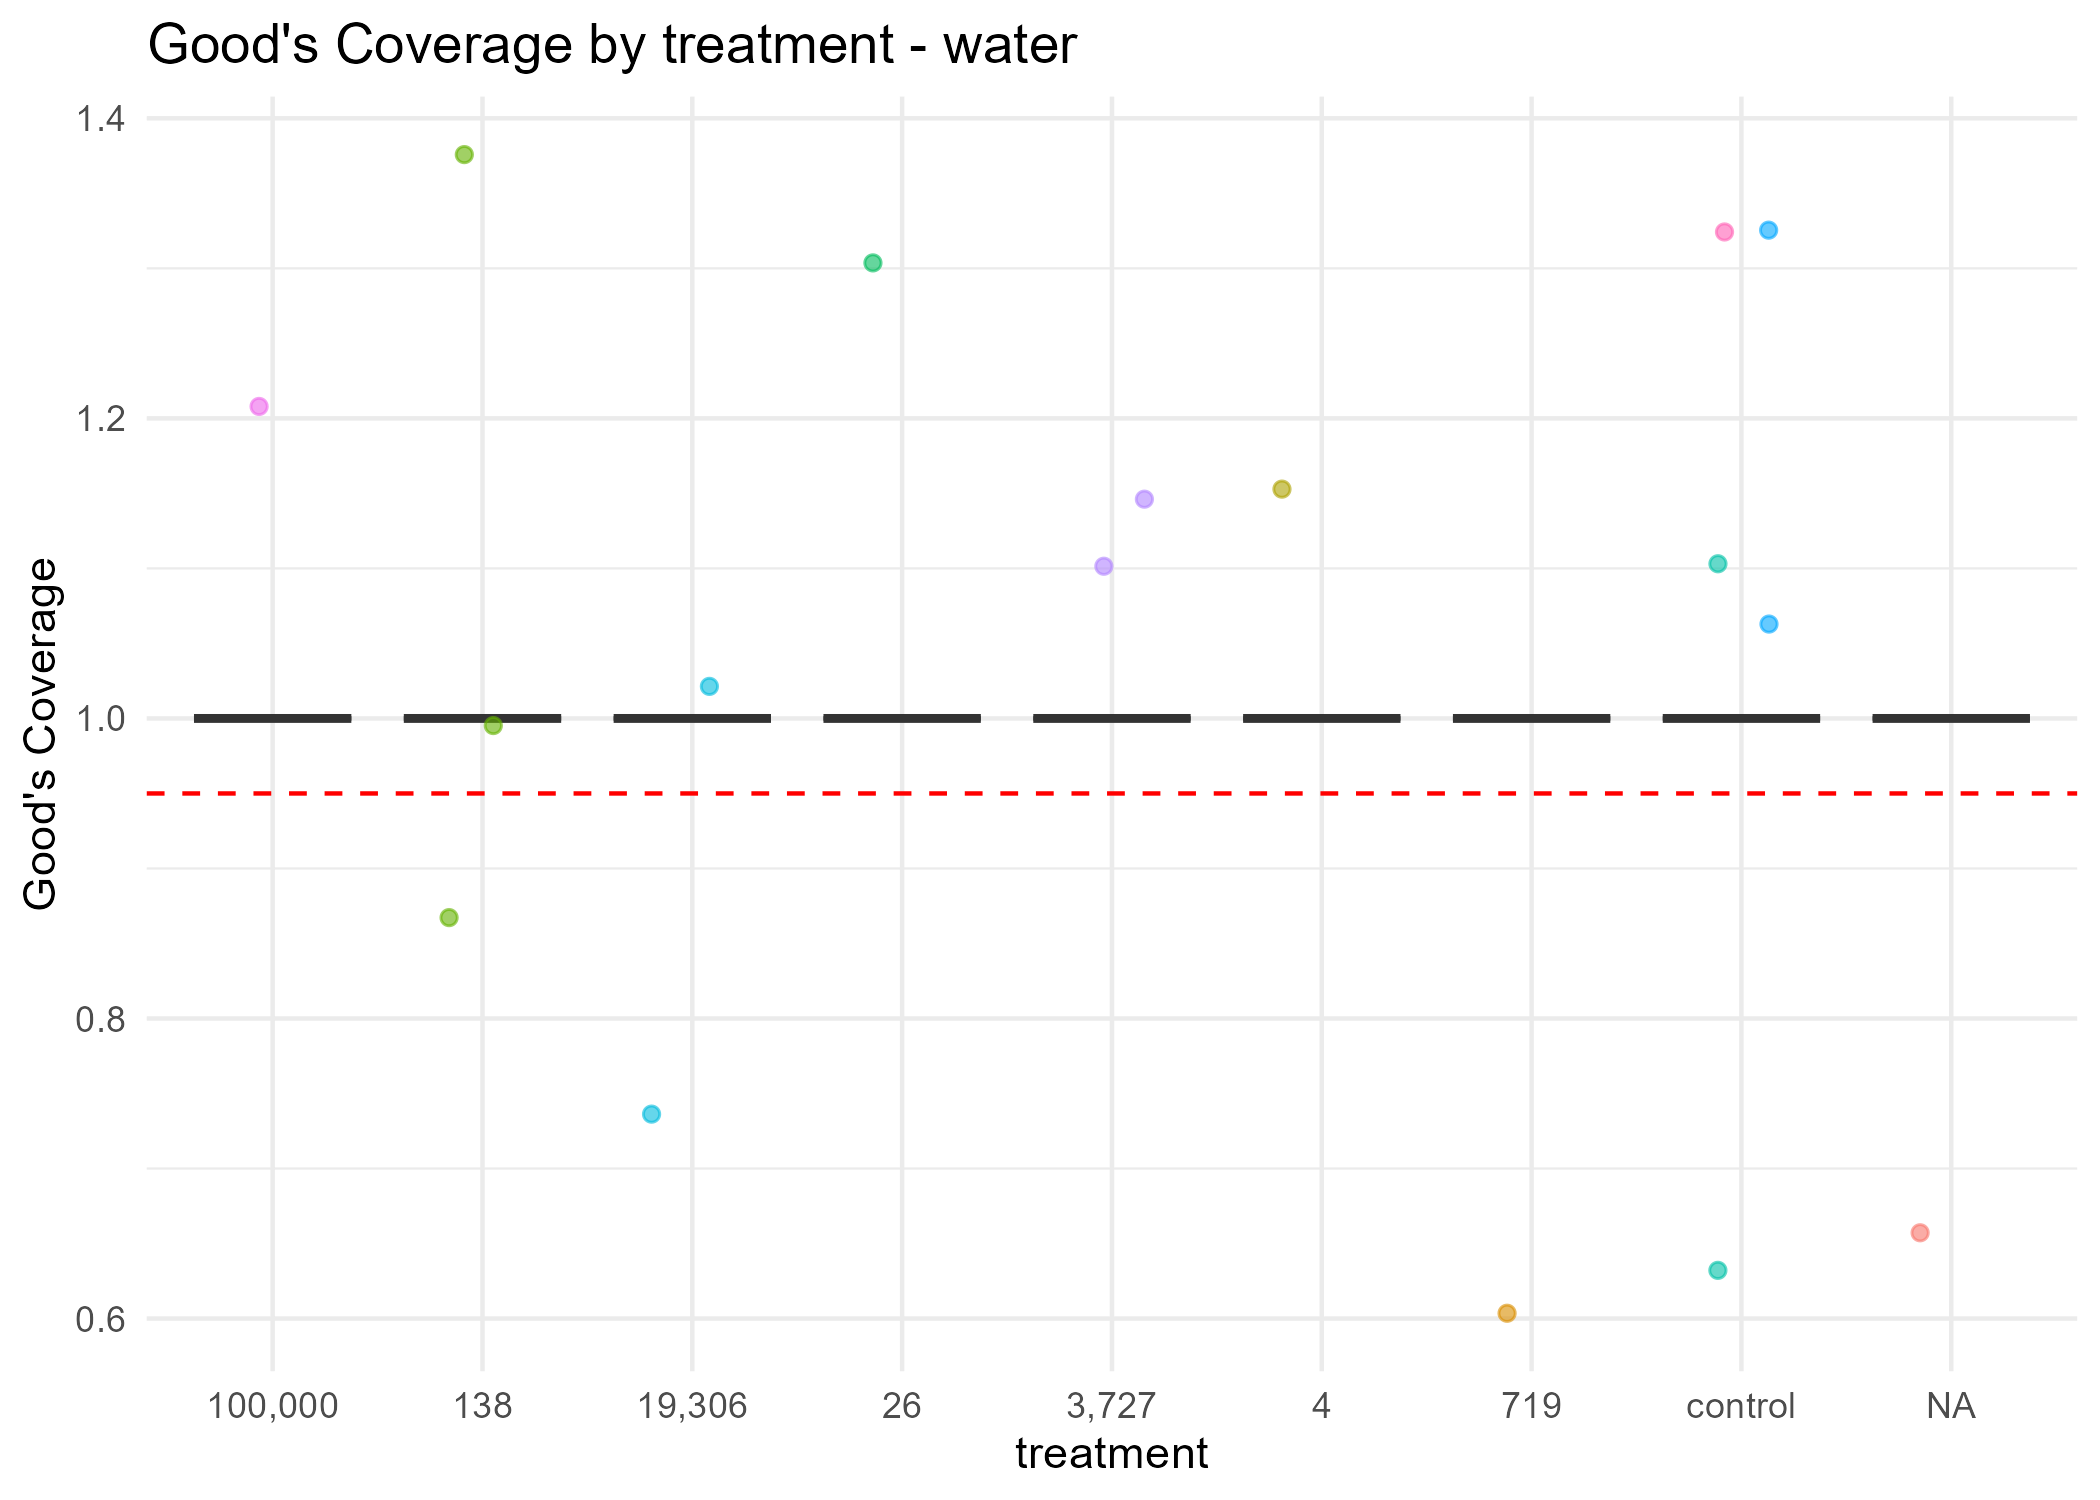 Good's Coverage by treatment - water
Good's Coverage
1.4
1.2
1.0
0.8
0.6
100,000 138 19,306 26 3,727 4 719 control NA
treatment